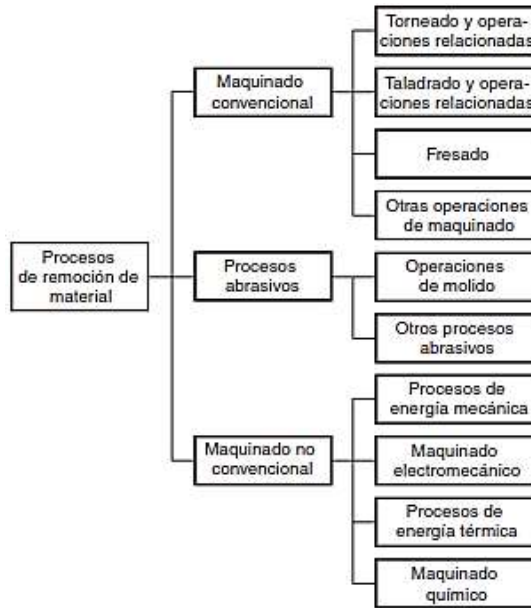 Torneado y opera-
ciones relacionadas
Maquinado
convencional
Taladrado y opera-
ciones relacionadas
Fresado
Otras operaciones
de maquinado
Procesos
de remoción de
material
Procesos
abrasivos
Operaciones
de molido
Otros procesos
abrasivos
Procesos de
energía mecánica
Maquinado no
convencional
Maquinado
electromecánico
Procesos de
energía térmica
Maquinado
químico